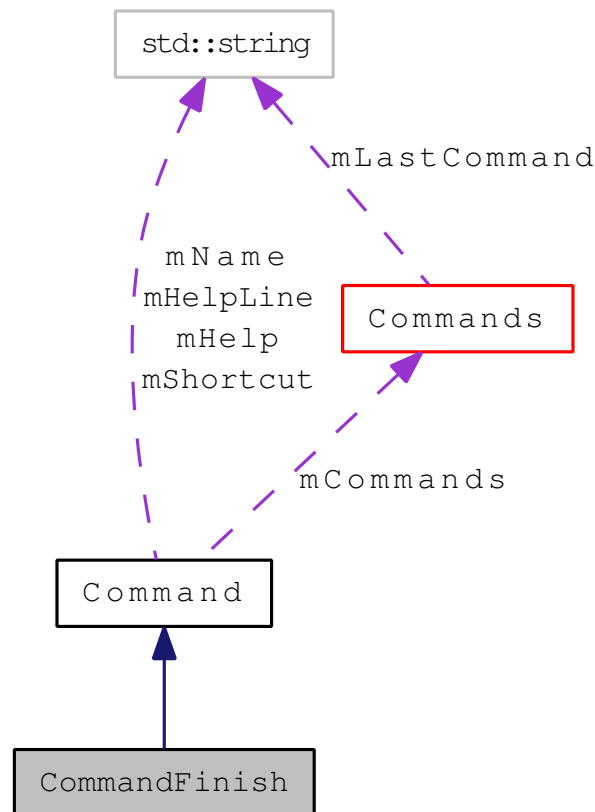 std::string
mLastCommand
mName
mHelpLine
mHelp
mShortcut
Commands
mCommands
Command
CommandFinish